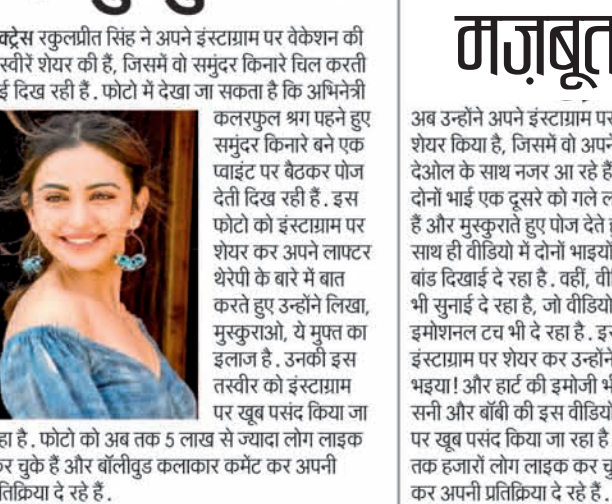 क्ट्रेस रकुलप्रीत सिंह ने अपने इंस्टाग्राम पर वेकेशन की
स्वीरें शेयर की हैं, जिसमें वो समुंदर किनारे चिल करती
ई दिख रही हैं. फोटो में देखा जा सकता है कि अभिनेत्री
कलरफुल श्रग पहने हुए
समुंदर किनारे बने एक
प्वाइंट पर बैठकर पोज
देती दिख रही हैं. इस
फोटो को इंस्टाग्राम पर
शेयर कर अपने लाफ्टर
थेरेपी के बारे में बात
करते हुए उन्होंने लिखा,
मुस्कुराओ, ये मुफ्त का
इलाज है. उनकी इस
तस्वीर को इंस्टाग्राम
पर खूब पसंद किया जा
हा है. फोटो को अब तक 5 लाख से ज्यादा लोग लाइक
र चुके हैं और बॉलीवुड कलाकार कमेंट कर अपनी
तिक्रिया दे रहे हैं.
मज़बूत
अब उन्होंने अपने इंस्टाग्राम पर
शेयर किया है, जिसमें वो अपन
देओल के साथ नजर आ रहे हैं
दोनों भाई एक दूसरे को गले ल
हैं और मुस्कुराते हुए पोज देते
साथ ही वीडियो में दोनों भाइयों
बांड दिखाई दे रहा है. वहीं, वी
भी सुनाई दे रहा है, जो वीडियो
इमोशनल टच भी दे रहा है. इ
इंस्टाग्राम पर शेयर कर उन्होंने
भइया! और हार्ट की इमोजी भ
सनी और बॉबी की इस वीडियो
पर खूब पसंद किया जा रहा है
तक हजारों लोग लाइक कर चु
कर अपनी प्रतिक्रिया दे रहे हैं.